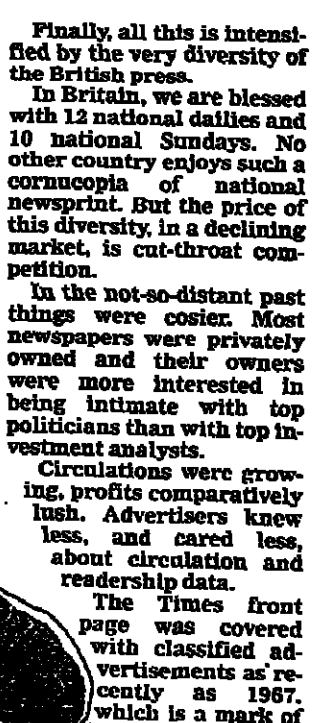 Finally, all this is intensi-
fied by the very diversity of
the British press.
In Britain, we are blessed
with 12 national dailies and
10 national Sundays. No
other country enjoys such a
cornucopia of national
newsprint. But the price of
this diversity, in a declining
market, is cut-throat com-
petition.
In the not-so-distant past
things were cosier. Most
newspapers were privately
owned and their owners
were more interested in
being intimate with top
politicians than with top in-
vestment analysts.
Circulations were grow-
ing, profits comparatively
lush. Advertisers knew
less, and cared less,
about circulation and
readership data.
The Times front
page was covered
with classified ad-
vertisements as re-
cently as 1967,
which is a mark of